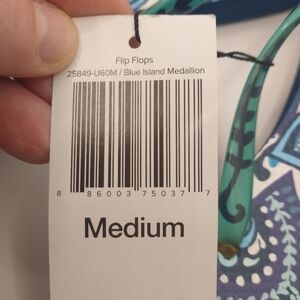 Flip Flops
25849-U60M / Blue Island Medallion
8 86003 75037 7
Medium